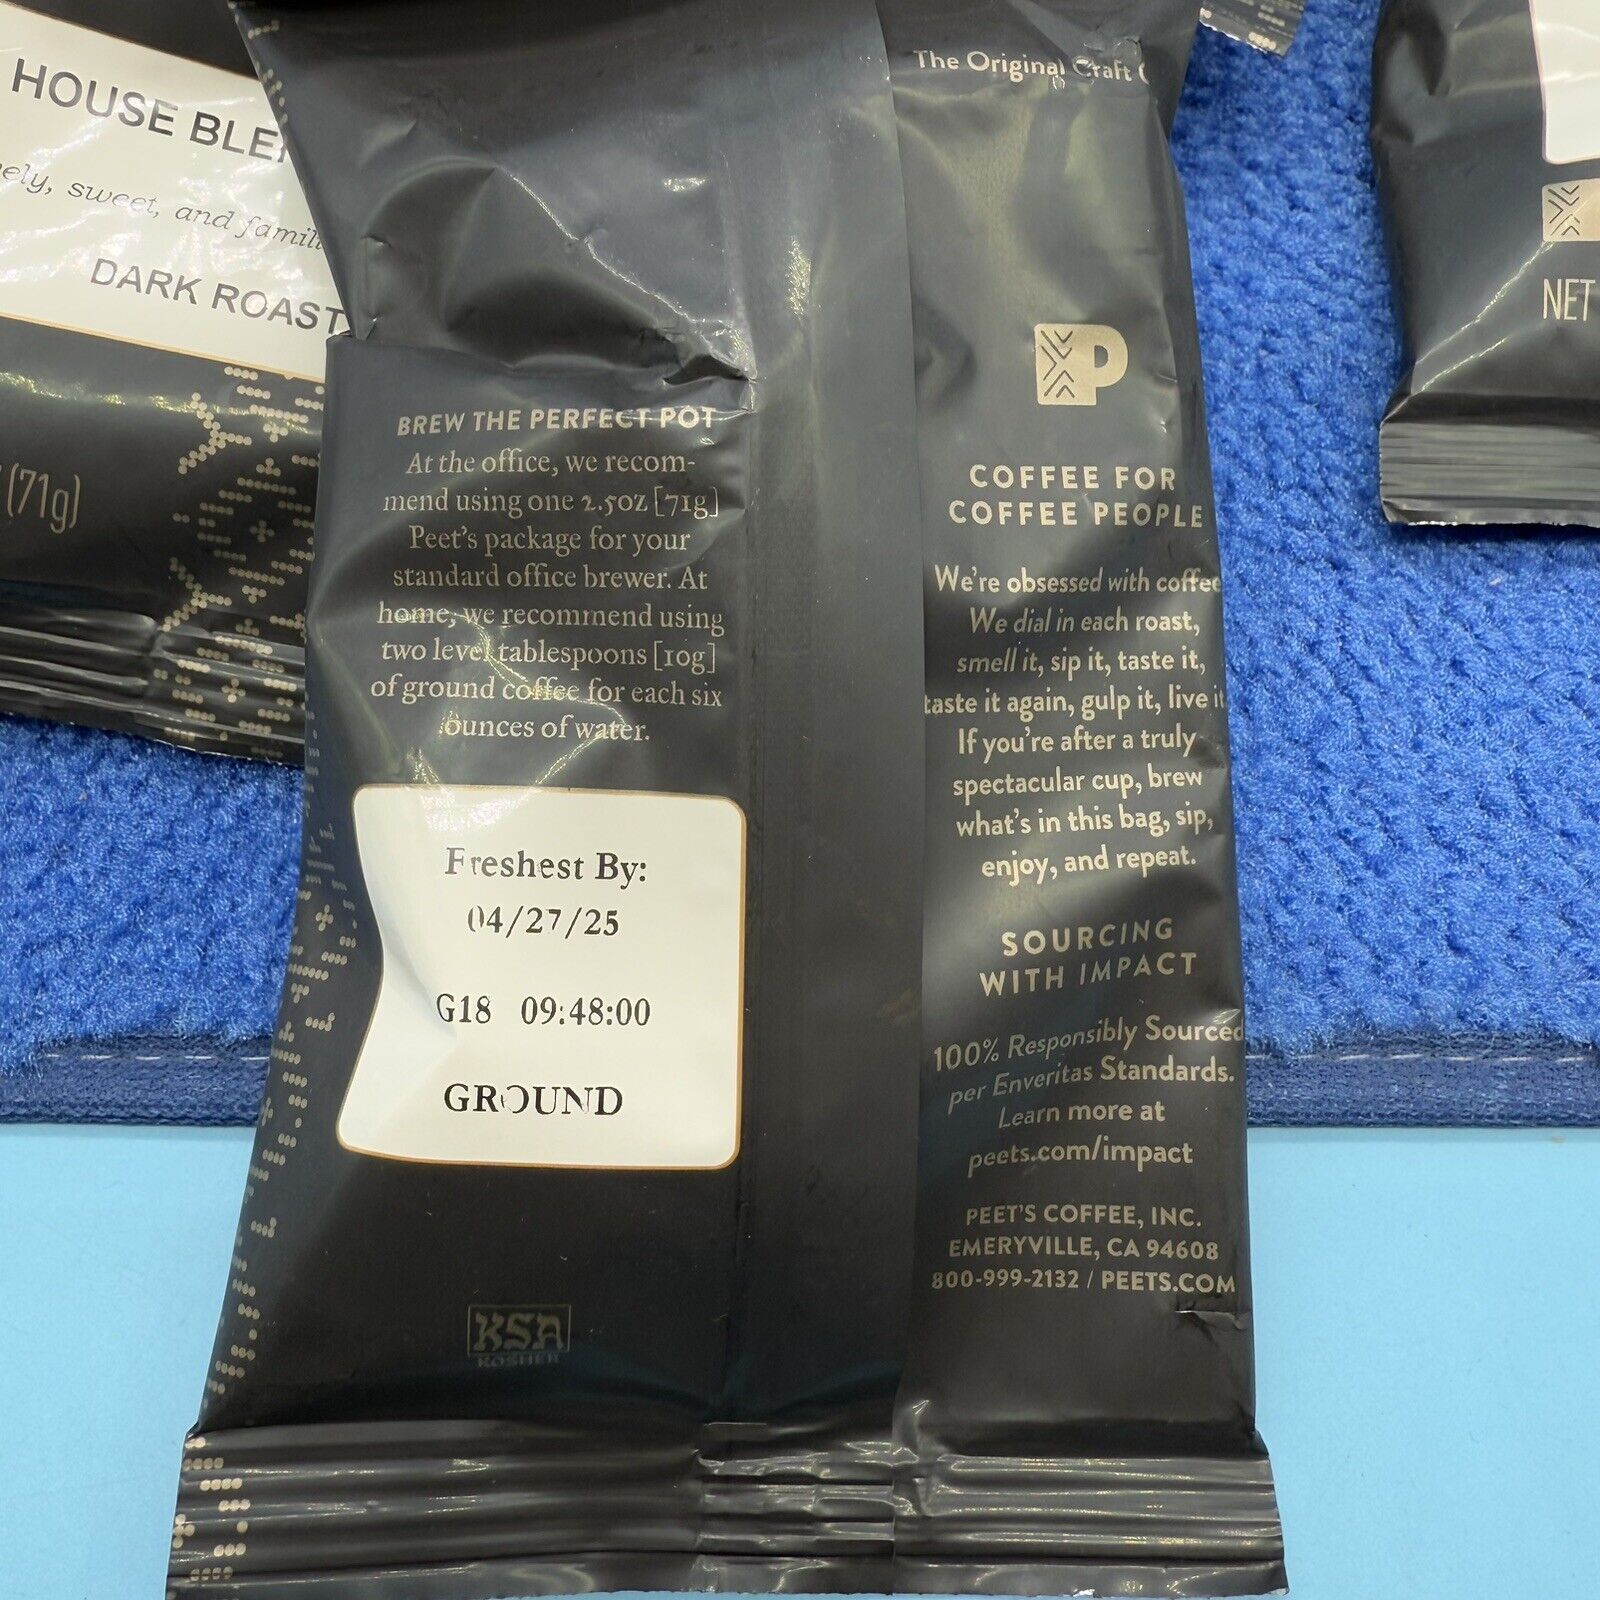 HOUSE
sweet, and
DARK ROAST
(71g)
The Original Craft
P
BREW THE PERFECT POT
At the office, we recom-
mend using one 2.5oz [71g]
Peet's package for your
standard office brewer. At
home, we recommend using
two level tablespoons [10g]
of ground coffee for each six
ounces of water.
Freshest By:
04/27/25
G18 09:48:00
GROUND
KSA
KOSHER
COFFEE FOR
COFFEE PEOPLE
We're obsessed with coffee
We dial in each roast,
smell it, sip it, taste it,
taste it again, gulp it, live it
If you're after a truly
spectacular cup, brew
what's in this bag, sip,
enjoy, and repeat.
SOURCING
WITH IMPACT
100% Responsibly Sourced
per Enveritas Standards.
Learn more at
peets.com/impact
PEET'S COFFEE, INC.
EMERYVILLE, CA 94608
800-999-2132 / PEETS.COM
NET